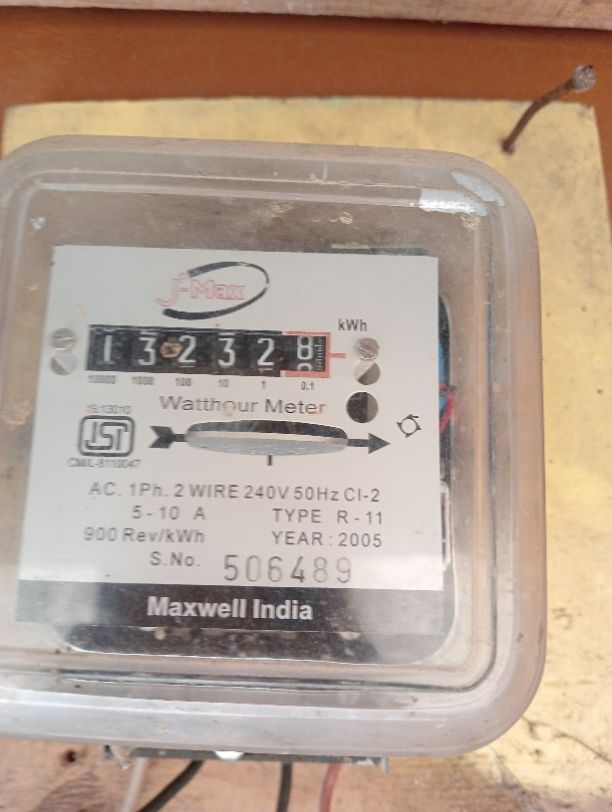 J-Max
kWh
1 3 2 3 2 8
10000 1000 100 10 1 0.1
Watthour Meter
IS:13010
ISI
CM/L-8110047
AC. 1Ph. 2 WIRE 240V 50Hz Cl-2
5-10 A TYPE R-11
900 Rev/kWh YEAR : 2005
S.No. 506489
Maxwell India